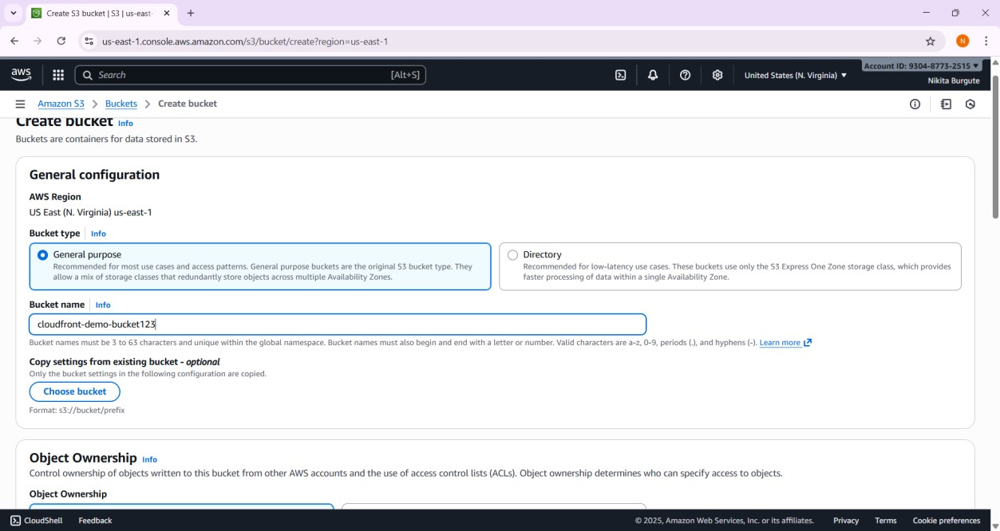 Create S3 bucket | S3 | us-east-
us-east-1.console.aws.amazon.com/s3/bucket/create?region=us-east-1
N
aws
Search
[Alt+S]
United States (N. Virginia)
Account ID: 9304-8773-2515
Nikita Burgute
Amazon S3 > Buckets > Create bucket
Create bucket Info
Buckets are containers for data stored in S3.
General configuration
AWS Region
US East (N. Virginia) us-east-1
Bucket type Info
General purpose
Recommended for most use cases and access patterns. General purpose buckets are the original S3 bucket type. They
allow a mix of storage classes that redundantly store objects across multiple Availability Zones.
Directory
Recommended for low-latency use cases. These buckets use only the S3 Express One Zone storage class, which provides
faster processing of data within a single Availability Zone.
Bucket name Info
cloudfront-demo-bucket123
Bucket names must be 3 to 63 characters and unique within the global namespace. Bucket names must also begin and end with a letter or number. Valid characters are a-z, 0-9, periods (.), and hyphens (-). Learn more
Copy settings from existing bucket - optional
Only the bucket settings in the following configuration are copied.
Choose bucket
Format: s3://bucket/prefix
Object Ownership Info
Control ownership of objects written to this bucket from other AWS accounts and the use of access control lists (ACLs). Object ownership determines who can specify access to objects.
Object Ownership
CloudShell
Feedback
© 2025, Amazon Web Services, Inc. or its affiliates.
Privacy
Terms
Cookie preferences